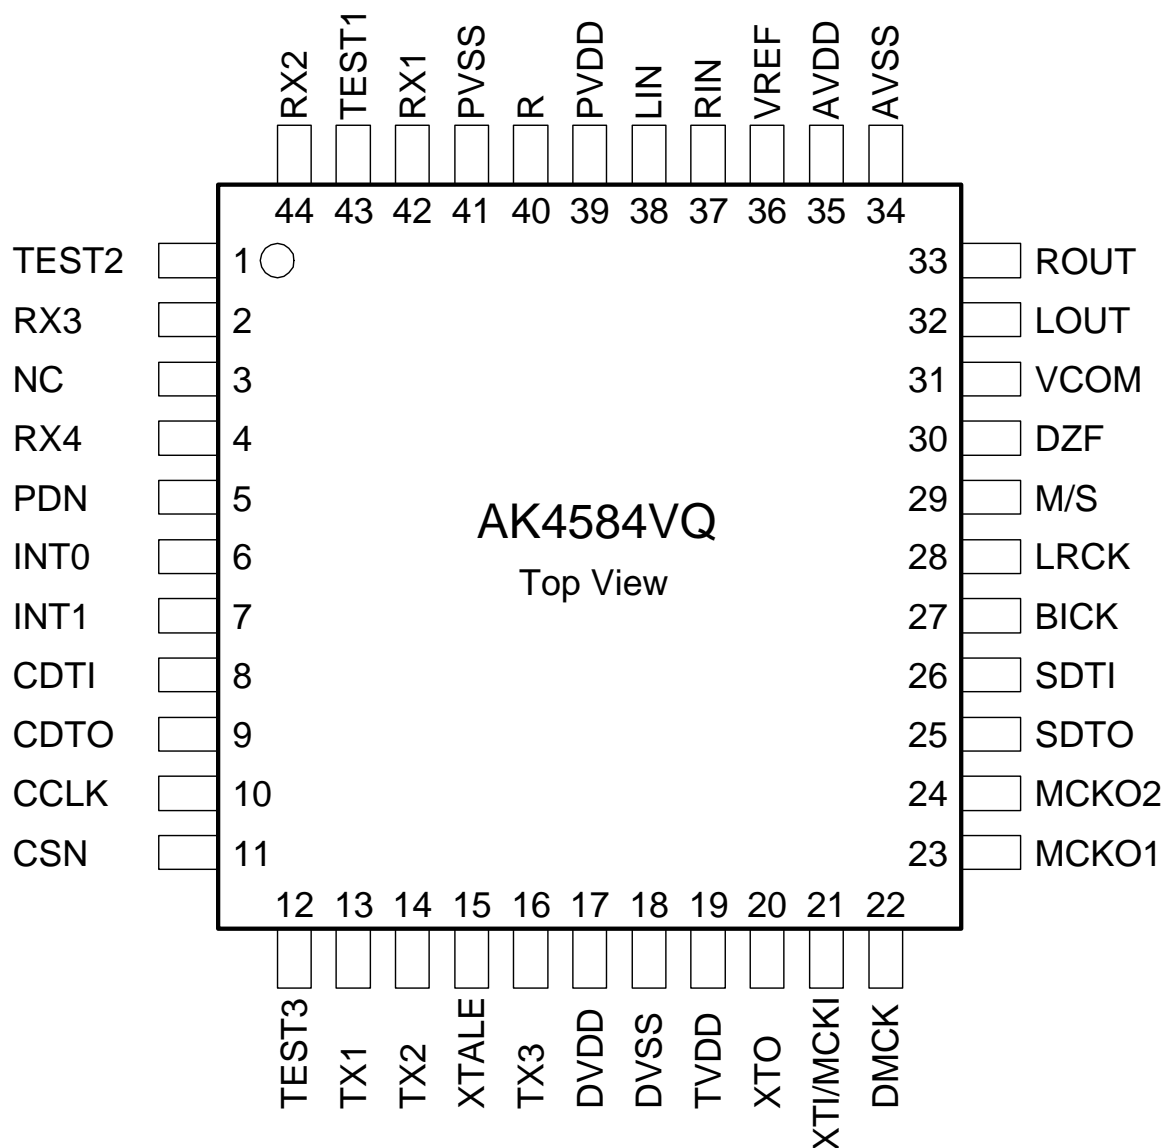 RX2
TEST1
RX1
PVSS
R
PVDD
LIN
RIN
VREF
AVDD
AVSS
44 43 42 41 40 39 38 37 36 35 34
TEST2 1 33 ROUT
RX3 2 32 LOUT
NC 3 31 VCOM
RX4 4 30 DZF
PDN 5 29 M/S
AK4584VQ
INT0 6 28 LRCK
Top View
INT1 7 27 BICK
CDTI 8 26 SDTI
CDTO 9 25 SDTO
CCLK 10 24 MCKO2
CSN 11 23 MCKO1
12 13 14 15 16 17 18 19 20 21 22
TEST3
TX1
TX2
XTALE
TX3
DVDD
DVSS
TVDD
XTO
XTI/MCKI
DMCK